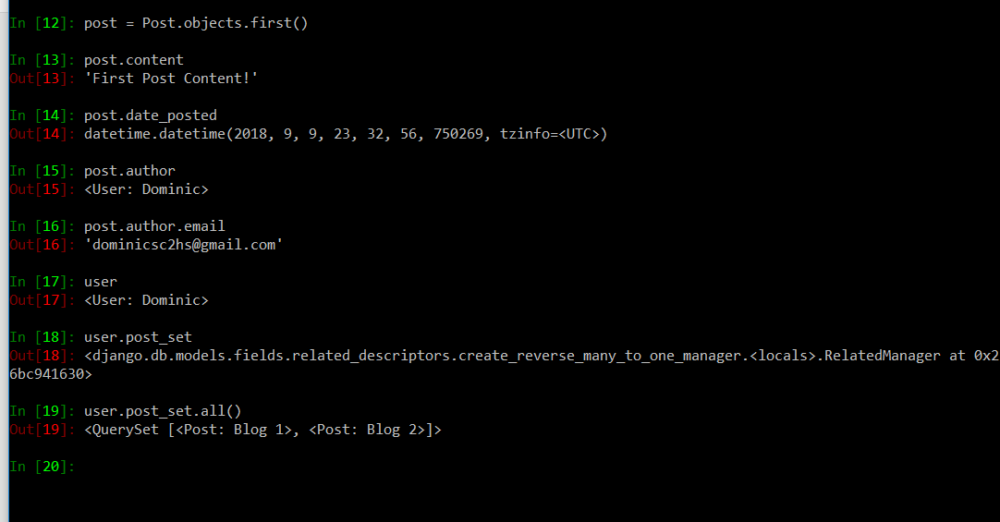 In [12]: post = Post.objects.first()
In [13]: post.content
Out[13]: 'First Post Content!'
In [14]: post.date_posted
Out[14]: datetime.datetime(2018, 9, 9, 23, 32, 56, 750269, tzinfo=<UTC>)
In [15]: post.author
Out[15]: <User: Dominic>
In [16]: post.author.email
Out[16]: 'dominicsc2hs@gmail.com'
In [17]: user
Out[17]: <User: Dominic>
In [18]: user.post_set
Out[18]: <django.db.models.fields.related_descriptors.create_reverse_many_to_one_manager.<locals>.RelatedManager at 0x2
6bc941630>
In [19]: user.post_set.all()
Out[19]: <QuerySet [<Post: Blog 1>, <Post: Blog 2>]>
In [20]: